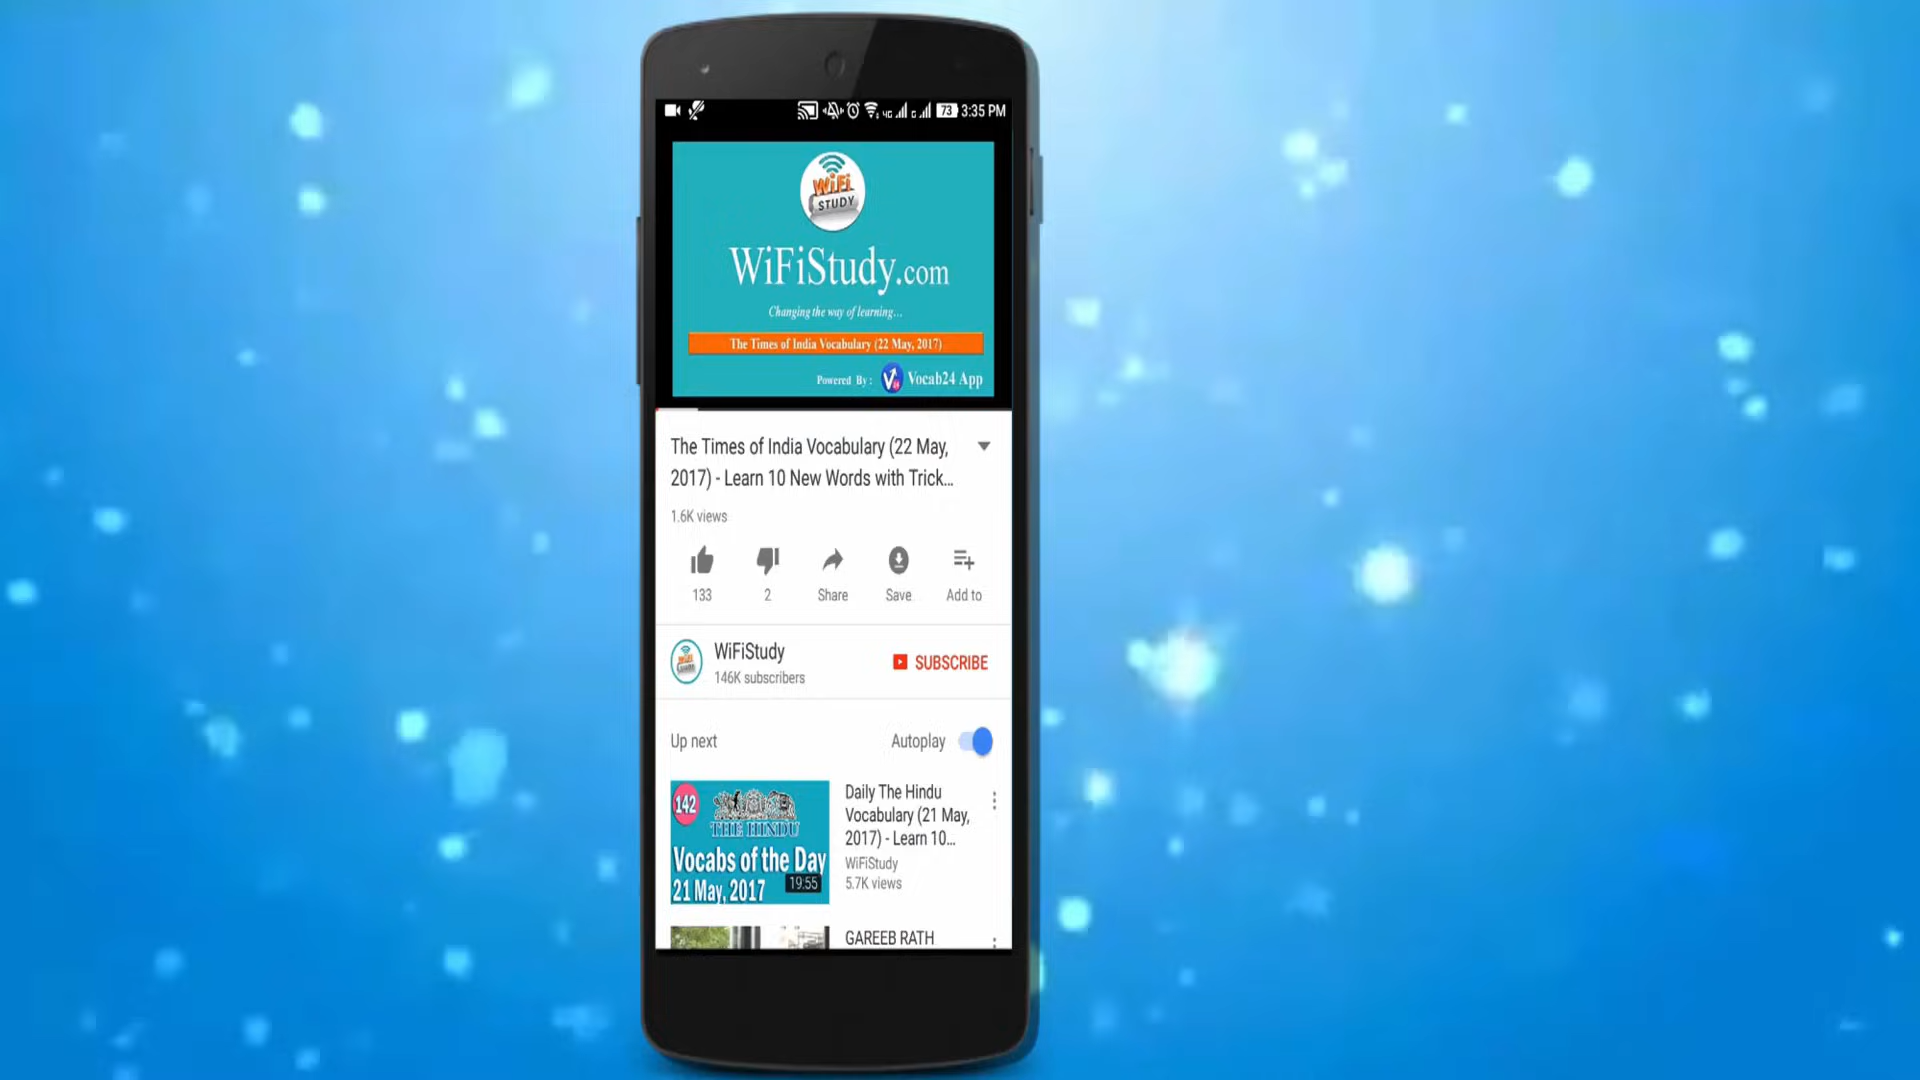 73 3:35 PM
WiFi
STUDY
WiFiStudy.com
Changing the way of learning...
The Times of India Vocabulary (22 May, 2017)
Powered By : Vocab24 App
The Times of India Vocabulary (22 May,
2017) - Learn 10 New Words with Trick...
1.6K views
133 2 Share Save Add to
WiFiStudy
146K subscribers
SUBSCRIBE
Up next Autoplay
142
THE HINDU
Vocabs of the Day
21 May, 2017
19:55
Daily The Hindu
Vocabulary (21 May,
2017) - Learn 10...
WiFiStudy
5.7K views
GAREEB RATH